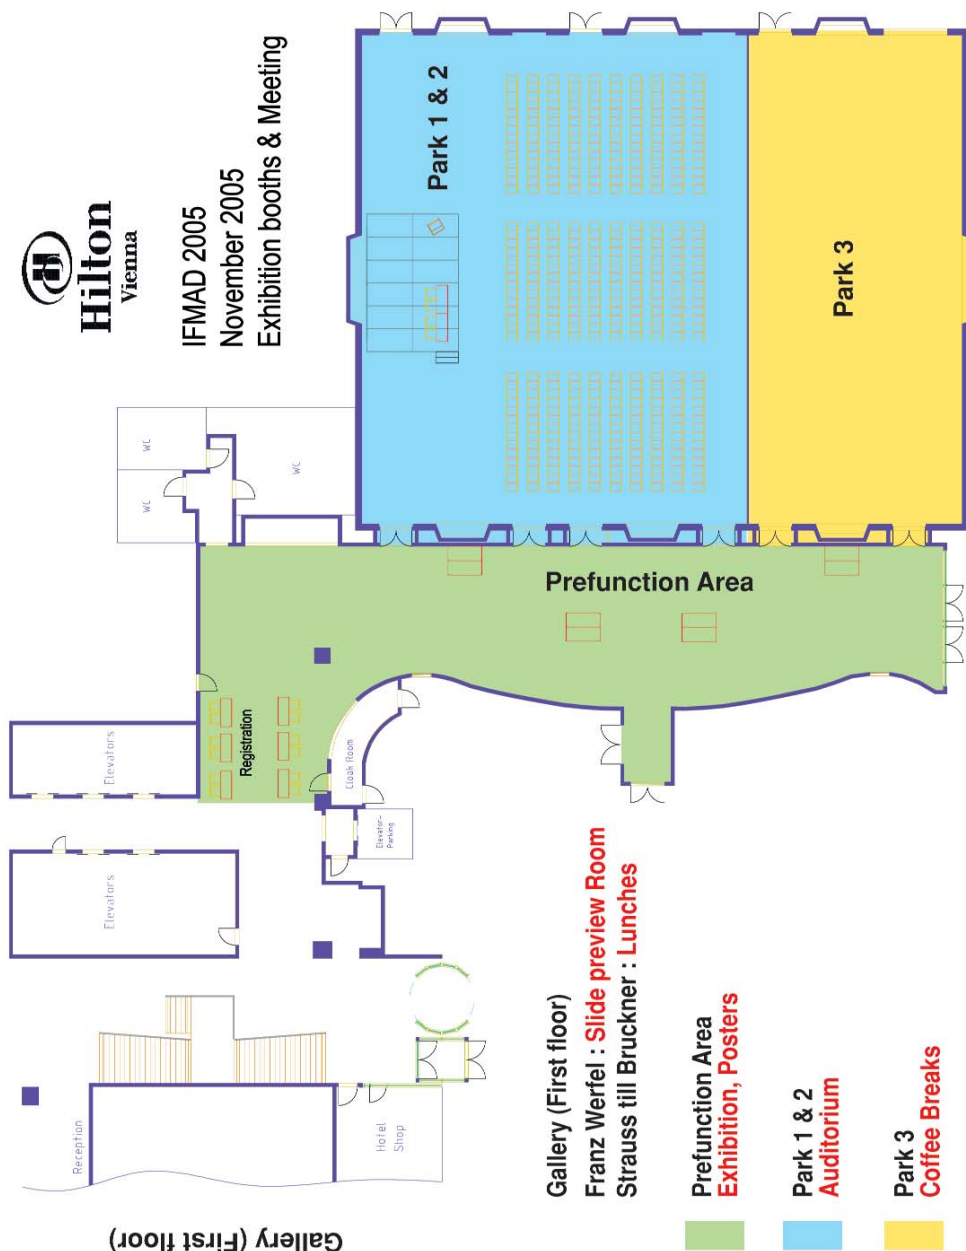 Hilton
Vienna
IFMAD 2005
November 2005
Exhibition booths & Meeting
Gallery (First floor)
Reception
Hotel
Shop
Elevators
Elevators
Registration
Elevator-
Parking
Cloak Room
WC
WC
WC
Prefunction Area
Park 1 & 2
Park 3
Gallery (First floor)
Franz Werfel : Slide preview Room
Strauss till Bruckner : Lunches
Prefunction Area
Exhibition, Posters
Park 1 & 2
Auditorium
Park 3
Coffee Breaks